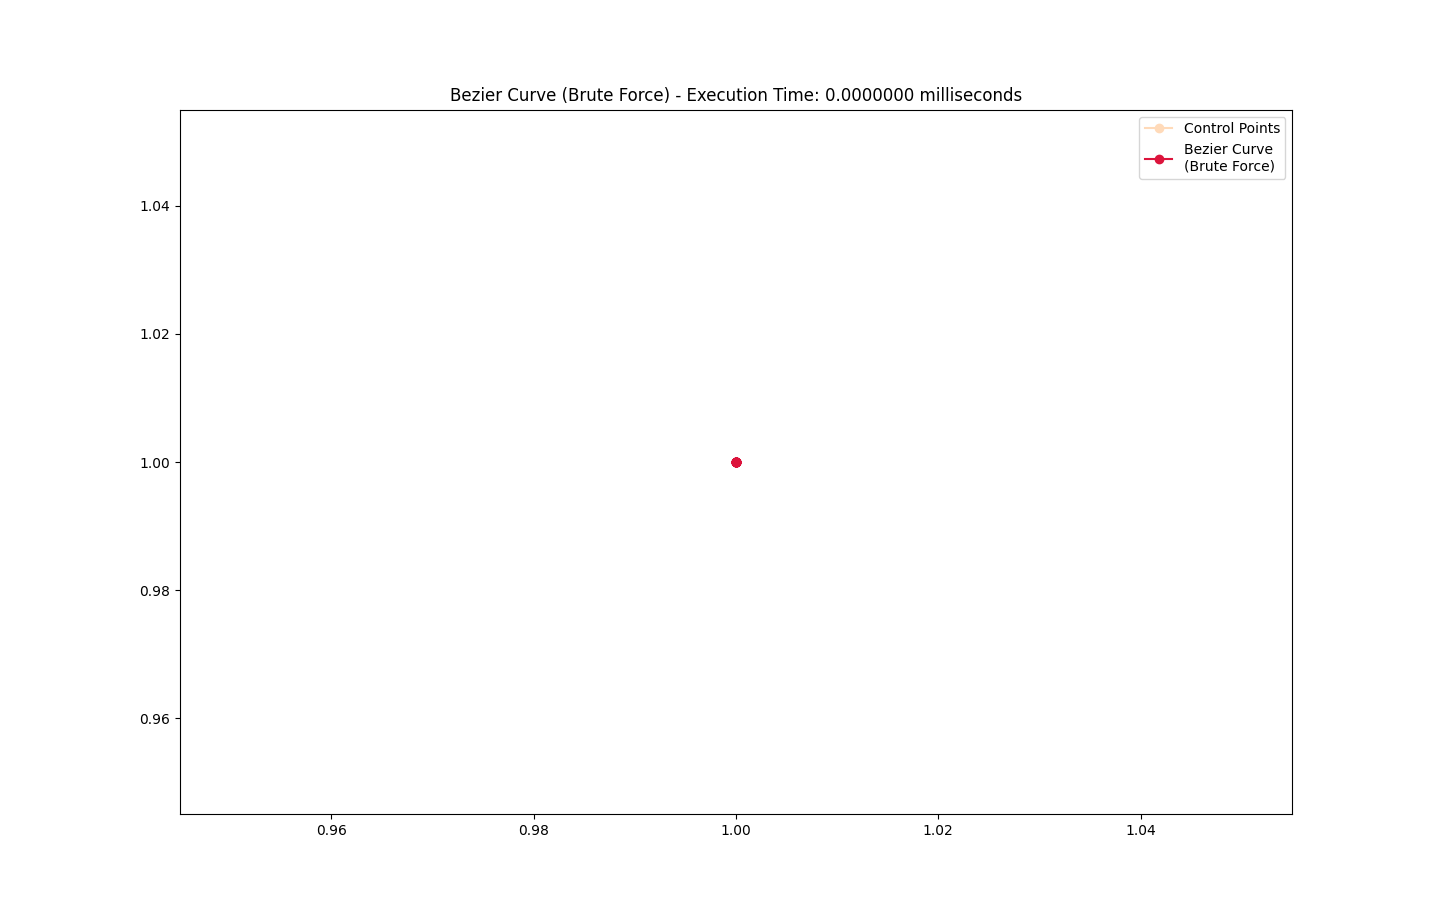 Bezier Curve (Brute Force) - Execution Time: 0.0000000 milliseconds
Control Points
Bezier Curve
(Brute Force)
1.04
1.02
1.00
0.98
0.96
0.96
0.98
1.00
1.02
1.04